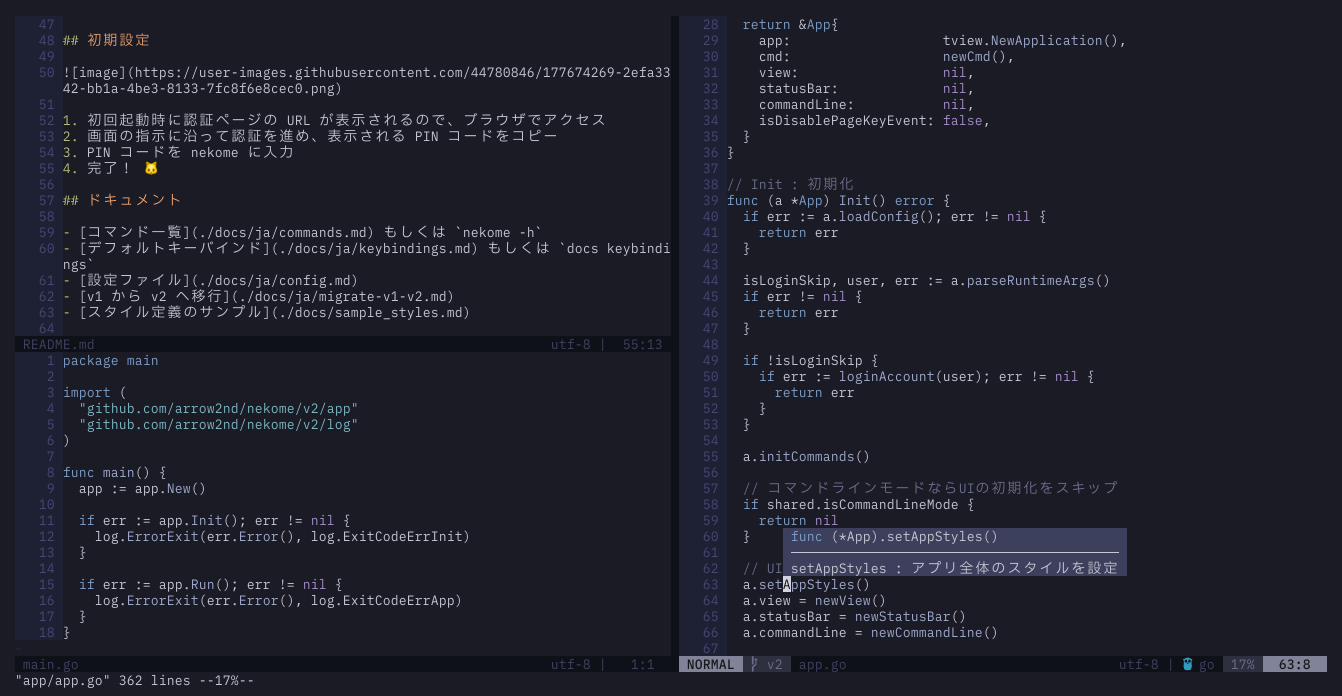 47
48 ## 初期設定
49
50 ![image](https://user-images.githubusercontent.com/44780846/177674269-2efa33
42-bb1a-4be3-8133-7fc8f6e8cec0.png)
51
52 1. 初回起動時に認証ページの URL が表示されるので、ブラウザでアクセス
53 2. 画面の指示に沿って認証を進め、表示される PIN コードをコピー
54 3. PIN コードを nekome に入力
55 4. 完了！ 🐱
56
57 ## ドキュメント
58
59 - [コマンド一覧](./docs/ja/commands.md) もしくは `nekome -h`
60 - [デフォルトキーバインド](./docs/ja/keybindings.md) もしくは `docs keybindi
ngs`
61 - [設定ファイル](./docs/ja/config.md)
62 - [v1 から v2 へ移行](./docs/ja/migrate-v1-v2.md)
63 - [スタイル定義のサンプル](./docs/sample_styles.md)
64
README.md utf-8 | 55:13
1 package main
2
3 import (
4   "github.com/arrow2nd/nekome/v2/app"
5   "github.com/arrow2nd/nekome/v2/log"
6 )
7
8 func main() {
9   app := app.New()
10
11   if err := app.Init(); err != nil {
12     log.ErrorExit(err.Error(), log.ExitCodeErrInit)
13   }
14
15   if err := app.Run(); err != nil {
16     log.ErrorExit(err.Error(), log.ExitCodeErrApp)
17   }
18 }
~
main.go utf-8 | 1:1
28   return &App{
29     app:                   tview.NewApplication(),
30     cmd:                   newCmd(),
31     view:                  nil,
32     statusBar:             nil,
33     commandLine:           nil,
34     isDisablePageKeyEvent: false,
35   }
36 }
37
38 // Init : 初期化
39 func (a *App) Init() error {
40   if err := a.loadConfig(); err != nil {
41     return err
42   }
43
44   isLoginSkip, user, err := a.parseRuntimeArgs()
45   if err != nil {
46     return err
47   }
48
49   if !isLoginSkip {
50     if err := loginAccount(user); err != nil {
51       return err
52     }
53   }
54
55   a.initCommands()
56
57   // コマンドラインモードならUIの初期化をスキップ
58   if shared.isCommandLineMode {
59     return nil
60   } func (*App).setAppStyles()
61
62   // UI setAppStyles : アプリ全体のスタイルを設定
63   a.setAppStyles()
64   a.view = newView()
65   a.statusBar = newStatusBar()
66   a.commandLine = newCommandLine()
67
NORMAL v2 app.go utf-8 | go 17% 63:8
"app/app.go" 362 lines --17%--